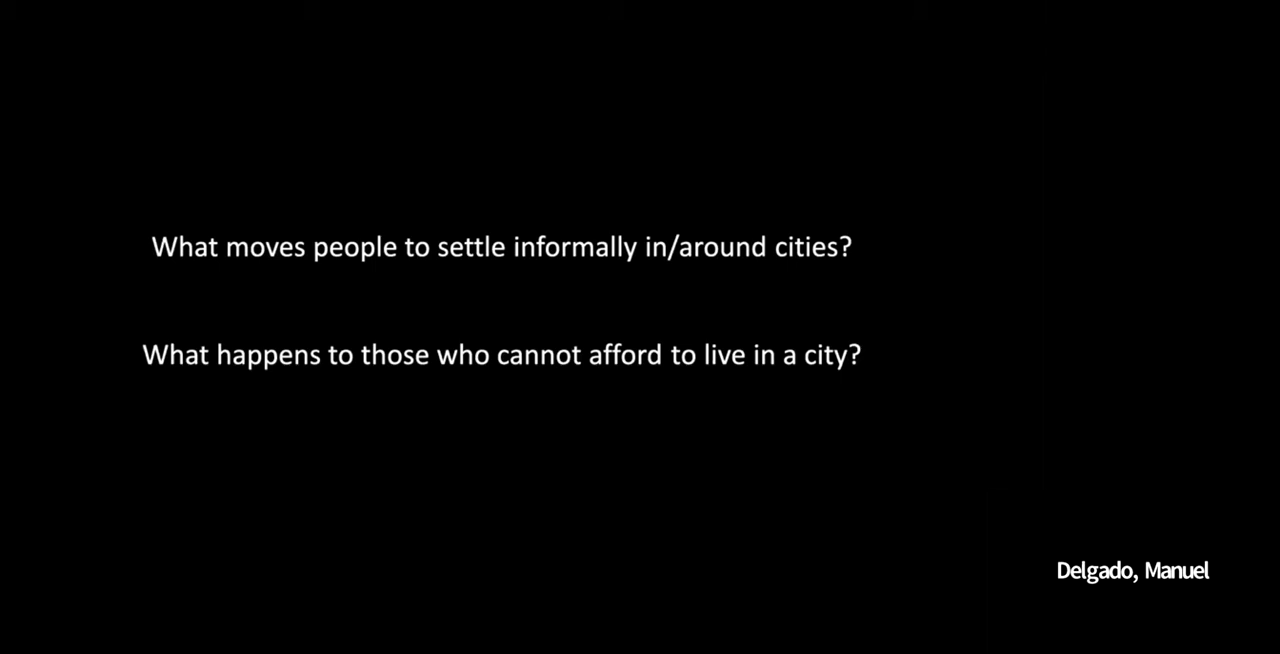 What moves people to settle informally in/around cities?
What happens to those who cannot afford to live in a city?
Delgado, Manuel